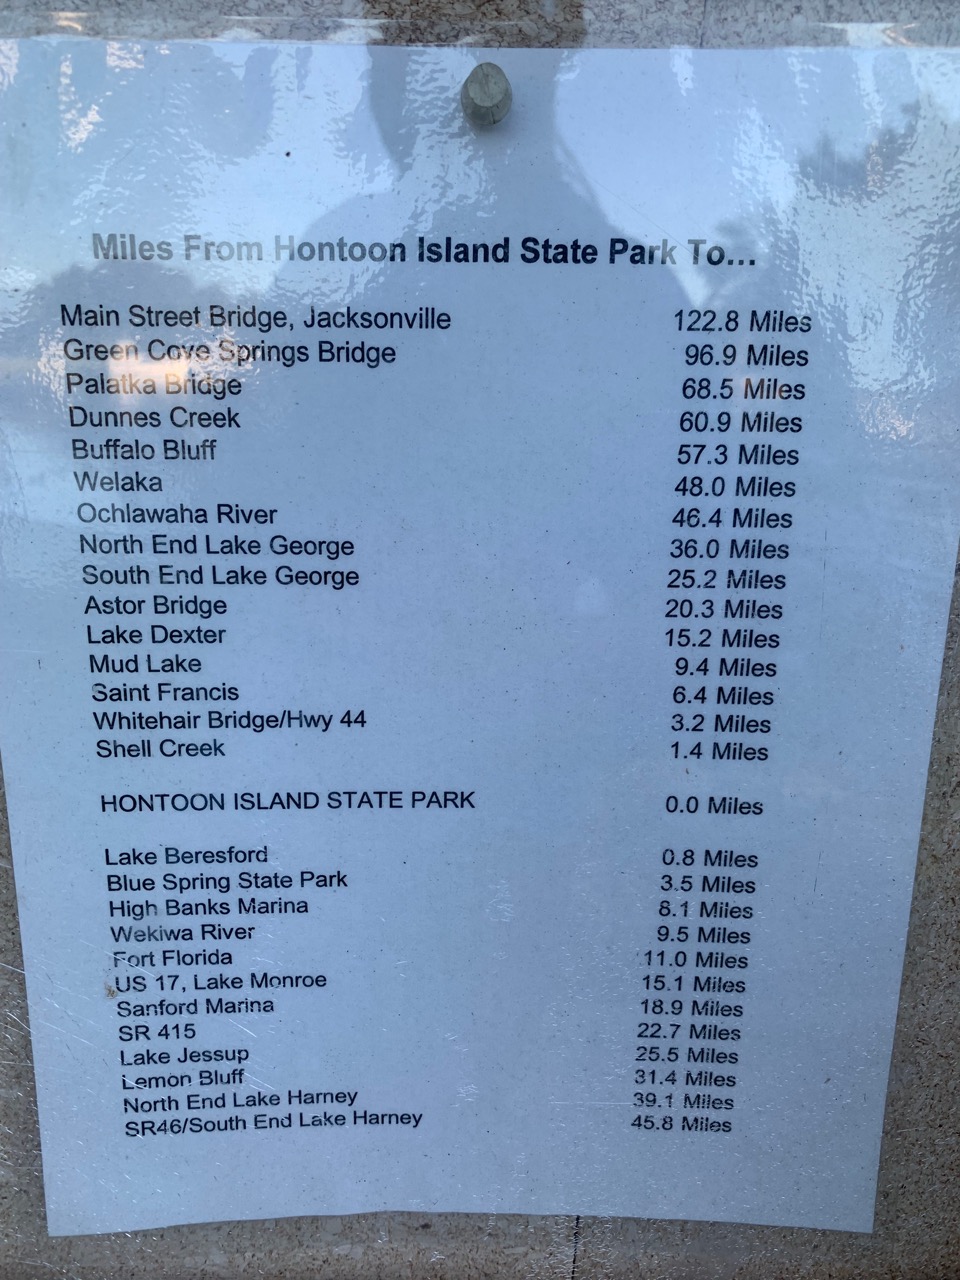 Miles From Hontoon Island State Park To...
Main Street Bridge, Jacksonville 122.8 Miles
Green Cove Springs Bridge 96.9 Miles
Palatka Bridge 68.5 Miles
Dunnes Creek 60.9 Miles
Buffalo Bluff 57.3 Miles
Welaka 48.0 Miles
Ochlawaha River 46.4 Miles
North End Lake George 36.0 Miles
South End Lake George 25.2 Miles
Astor Bridge 20.3 Miles
Lake Dexter 15.2 Miles
Mud Lake 9.4 Miles
Saint Francis 6.4 Miles
Whitehair Bridge/Hwy 44 3.2 Miles
Shell Creek 1.4 Miles
HONTOON ISLAND STATE PARK 0.0 Miles
Lake Beresford 0.8 Miles
Blue Spring State Park 3.5 Miles
High Banks Marina 8.1 Miles
Wekiwa River 9.5 Miles
Fort Florida 11.0 Miles
US 17, Lake Monroe 15.1 Miles
Sanford Marina 18.9 Miles
SR 415 22.7 Miles
Lake Jessup 25.5 Miles
Lemon Bluff 31.4 Miles
North End Lake Harney 39.1 Miles
SR46/South End Lake Harney 45.8 Miles